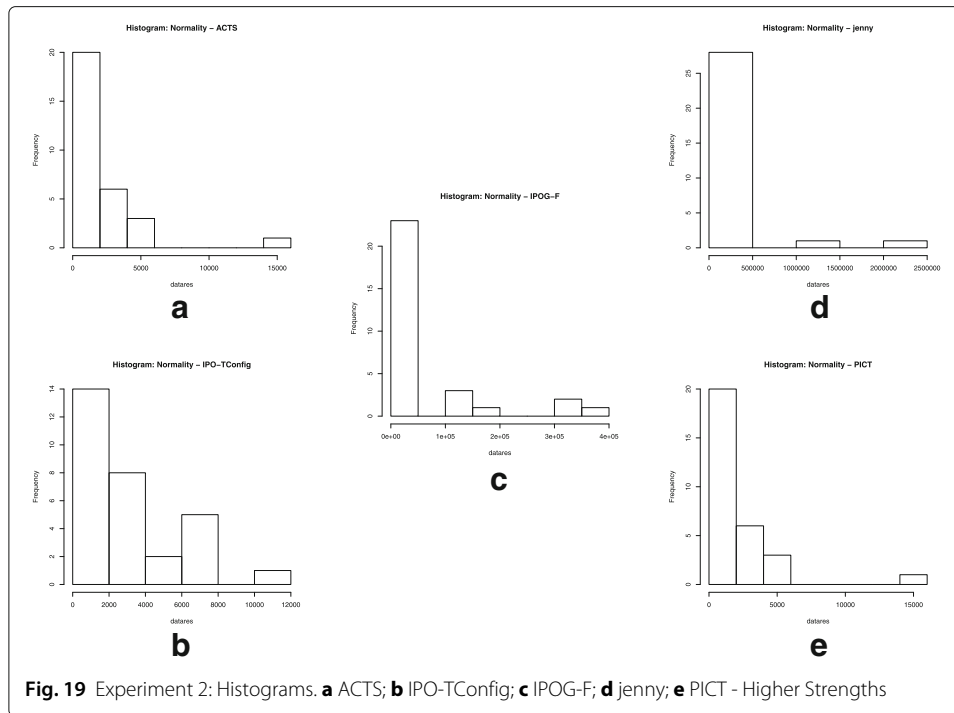 Histogram: Normality − ACTS
Frequency
20
15
10
5
0
0 5000 10000 15000
datares
a
Histogram: Normality − IPO−TConfig
Frequency
14
12
10
8
6
4
2
0
0 2000 4000 6000 8000 10000 12000
datares
b
Histogram: Normality − IPOG−F
Frequency
20
15
10
5
0
0e+00 1e+05 2e+05 3e+05 4e+05
datares
c
Histogram: Normality − jenny
Frequency
25
20
15
10
5
0
0 500000 1000000 1500000 2000000 2500000
datares
d
Histogram: Normality − PICT
Frequency
20
15
10
5
0
0 5000 10000 15000
datares
e
Fig. 19 Experiment 2: Histograms. a ACTS; b IPO-TConfig; c IPOG-F; d jenny; e PICT - Higher Strengths